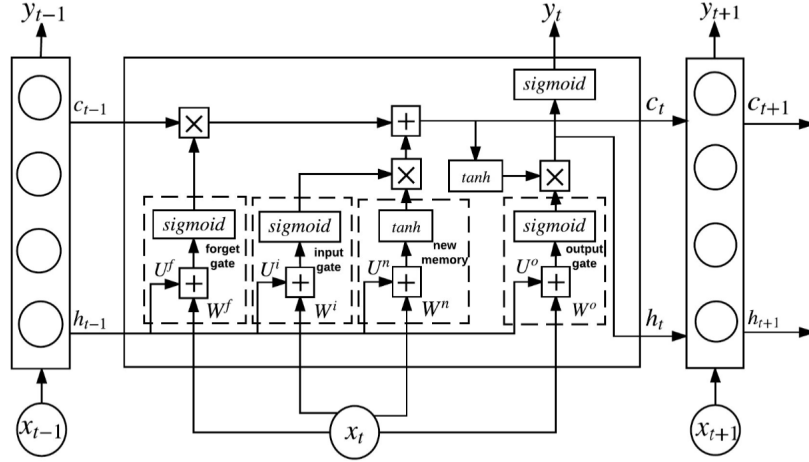 y_{t-1} y_t y_{t+1}
sigmoid
c_{t-1} c_t c_{t+1}
× +
tanh × ×
sigmoid sigmoid tanh sigmoid
forget gate
input gate
new memory
output gate
U^f U^i U^n U^o
+ + + +
W^f W^i W^n W^o
h_{t-1} h_t h_{t+1}
x_{t-1} x_t x_{t+1}